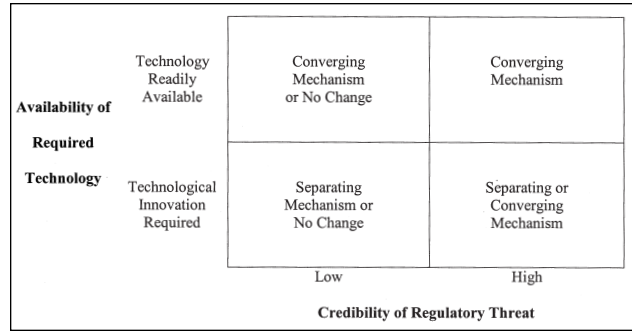 Availability of
Required
Technology
Technology
Readily
Available
Converging
Mechanism
or No Change
Converging
Mechanism
Technological
Innovation
Required
Separating
Mechanism or
No Change
Separating or
Converging
Mechanism
Low
High
Credibility of Regulatory Threat